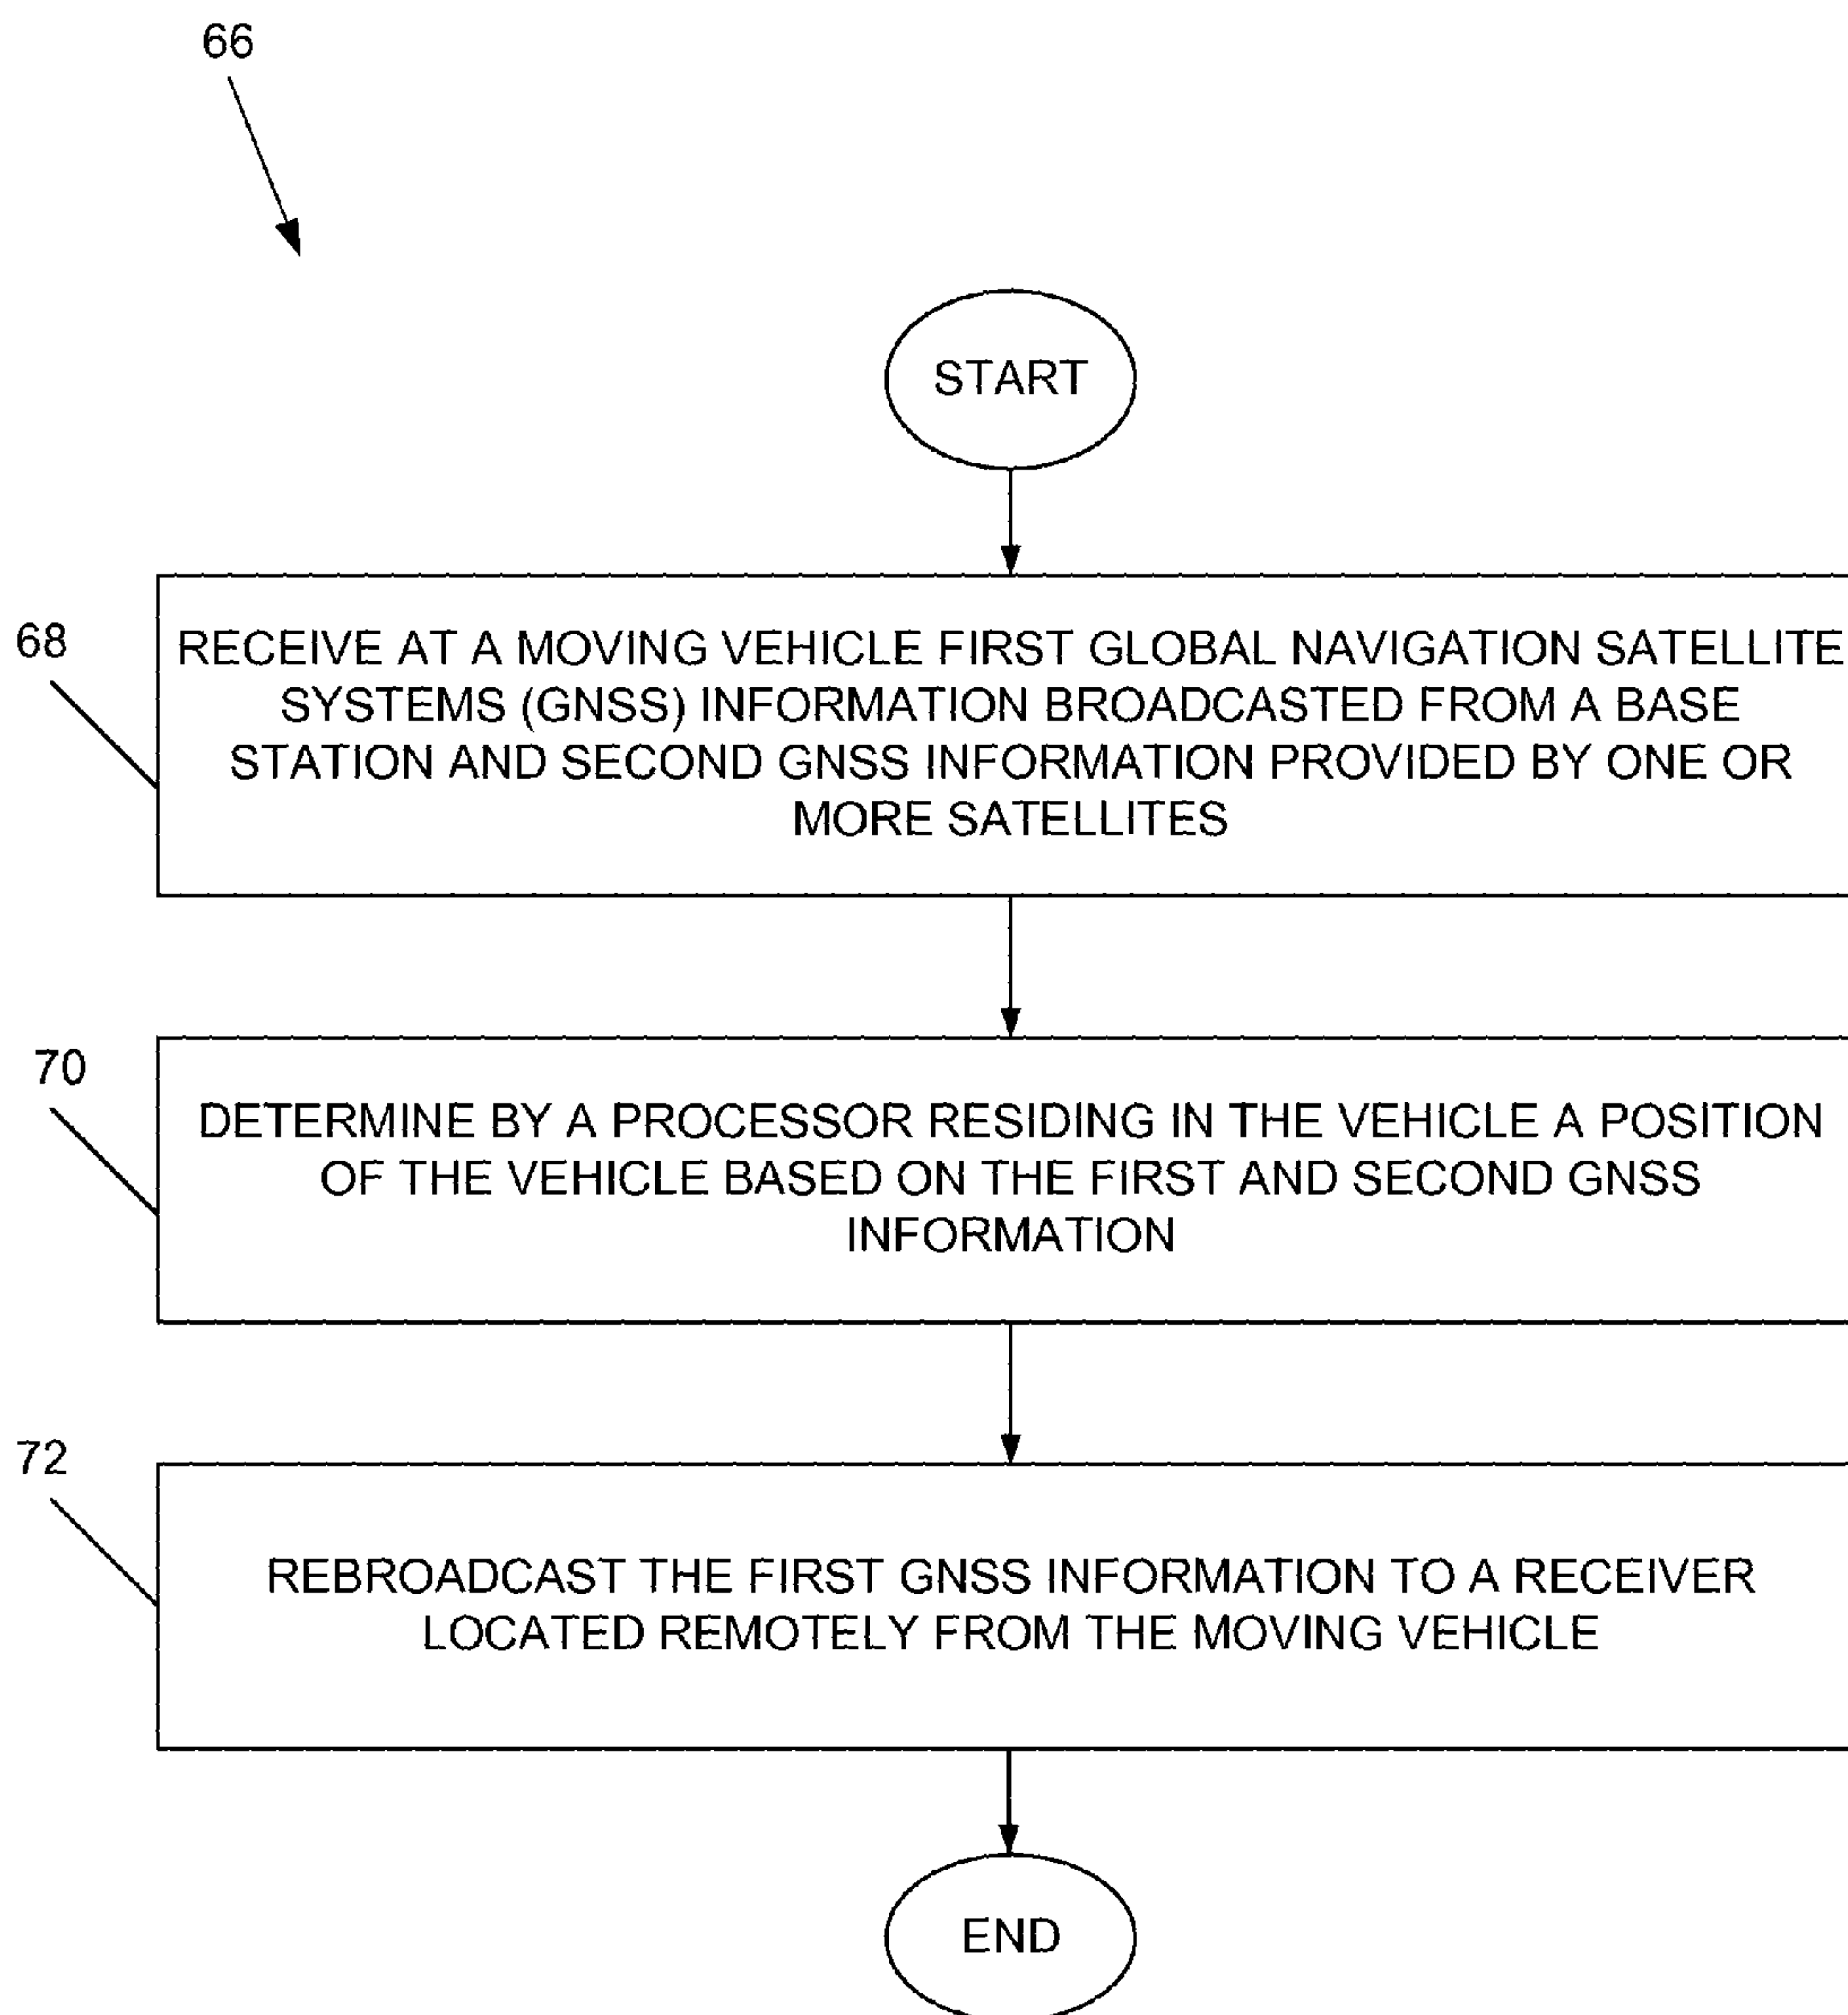 66
START
68
RECEIVE AT A MOVING VEHICLE FIRST GLOBAL NAVIGATION SATELLITE
SYSTEMS (GNSS) INFORMATION BROADCASTED FROM A BASE
STATION AND SECOND GNSS INFORMATION PROVIDED BY ONE OR
MORE SATELLITES
70
DETERMINE BY A PROCESSOR RESIDING IN THE VEHICLE A POSITION
OF THE VEHICLE BASED ON THE FIRST AND SECOND GNSS
INFORMATION
72
REBROADCAST THE FIRST GNSS INFORMATION TO A RECEIVER
LOCATED REMOTELY FROM THE MOVING VEHICLE
END